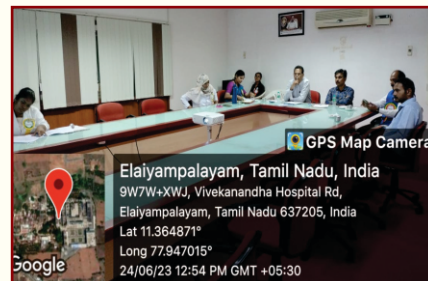 GPS Map Camera
Elaiyampalayam, Tamil Nadu, India
9W7W+XWJ, Vivekanandha Hospital Rd,
Elaiyampalayam, Tamil Nadu 637205, India
Lat 11.364871°
Long 77.947015°
24/06/23 12:54 PM GMT +05:30
Google